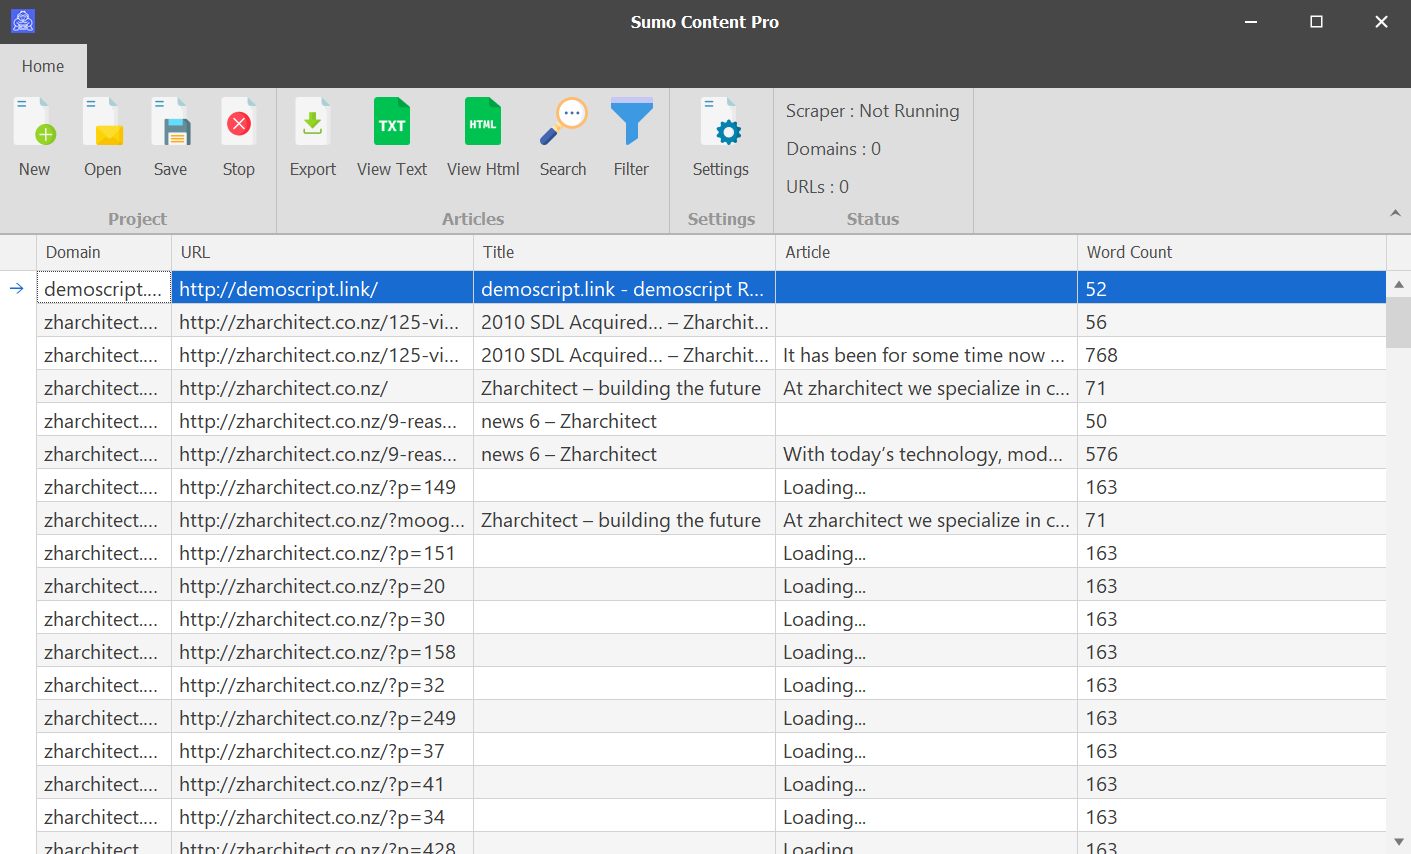 Sumo Content Pro
Home
New Open Save Stop Export View Text View Html Search Filter Settings
TXT HTML
Scraper : Not Running
Domains : 0
URLs : 0
Project Articles Settings Status
Domain URL Title Article Word Count
demoscript.... http://demoscript.link/ demoscript.link - demoscript R... 52
zharchitect.... http://zharchitect.co.nz/125-vi... 2010 SDL Acquired... – Zharchit... 56
zharchitect.... http://zharchitect.co.nz/125-vi... 2010 SDL Acquired... – Zharchit... It has been for some time now ... 768
zharchitect.... http://zharchitect.co.nz/ Zharchitect – building the future At zharchitect we specialize in c... 71
zharchitect.... http://zharchitect.co.nz/9-reas... news 6 – Zharchitect 50
zharchitect.... http://zharchitect.co.nz/9-reas... news 6 – Zharchitect With today’s technology, mod... 576
zharchitect.... http://zharchitect.co.nz/?p=149 Loading... 163
zharchitect.... http://zharchitect.co.nz/?moog... Zharchitect – building the future At zharchitect we specialize in c... 71
zharchitect.... http://zharchitect.co.nz/?p=151 Loading... 163
zharchitect.... http://zharchitect.co.nz/?p=20 Loading... 163
zharchitect.... http://zharchitect.co.nz/?p=30 Loading... 163
zharchitect.... http://zharchitect.co.nz/?p=158 Loading... 163
zharchitect.... http://zharchitect.co.nz/?p=32 Loading... 163
zharchitect.... http://zharchitect.co.nz/?p=249 Loading... 163
zharchitect.... http://zharchitect.co.nz/?p=37 Loading... 163
zharchitect.... http://zharchitect.co.nz/?p=41 Loading... 163
zharchitect.... http://zharchitect.co.nz/?p=34 Loading... 163
zharchitect.... http://zharchitect.co.nz/?p=428 Loading... 163